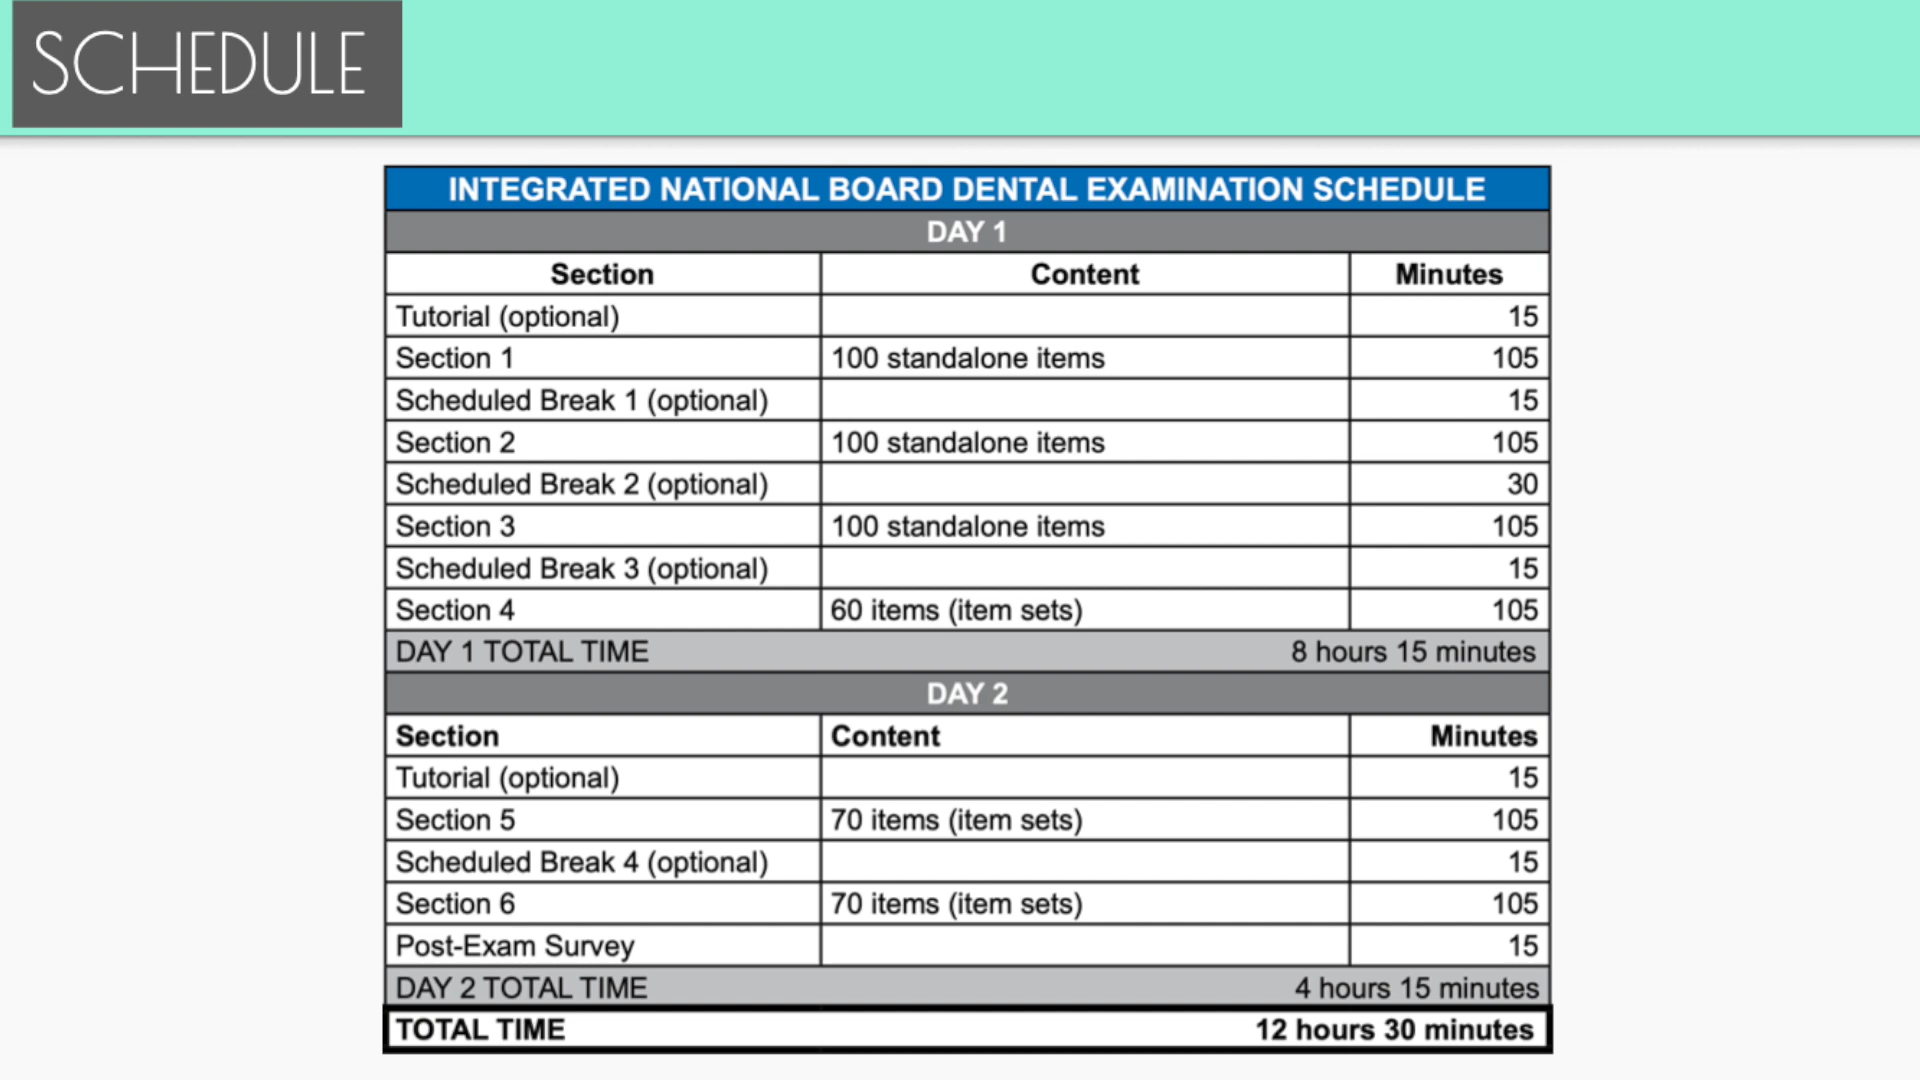 SCHEDULE
INTEGRATED NATIONAL BOARD DENTAL EXAMINATION SCHEDULE
DAY 1
Section Content Minutes
Tutorial (optional) 15
Section 1 100 standalone items 105
Scheduled Break 1 (optional) 15
Section 2 100 standalone items 105
Scheduled Break 2 (optional) 30
Section 3 100 standalone items 105
Scheduled Break 3 (optional) 15
Section 4 60 items (item sets) 105
DAY 1 TOTAL TIME 8 hours 15 minutes
DAY 2
Section Content Minutes
Tutorial (optional) 15
Section 5 70 items (item sets) 105
Scheduled Break 4 (optional) 15
Section 6 70 items (item sets) 105
Post-Exam Survey 15
DAY 2 TOTAL TIME 4 hours 15 minutes
TOTAL TIME 12 hours 30 minutes